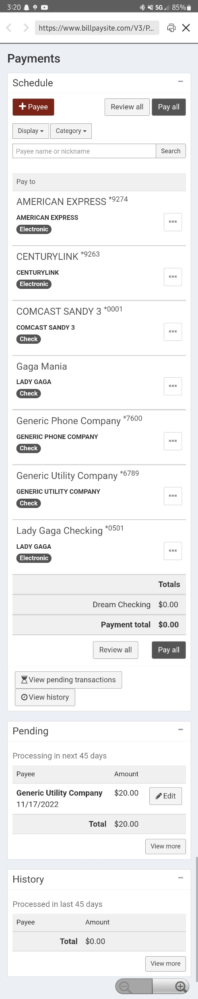 3:20 5G 85%
https://www.billpaysite.com/V3/P...
Payments
Schedule
Payee Review all Pay all
Display Category
Payee name or nickname Search
Pay to
AMERICAN EXPRESS *9274
AMERICAN EXPRESS
Electronic
CENTURYLINK *9263
CENTURYLINK
Electronic
COMCAST SANDY 3 *0001
COMCAST SANDY 3
Check
Gaga Mania
LADY GAGA
Check
Generic Phone Company *7600
GENERIC PHONE COMPANY
Check
Generic Utility Company *6789
GENERIC UTILITY COMPANY
Check
Lady Gaga Checking *0501
LADY GAGA
Electronic
Totals
Dream Checking $0.00
Payment total $0.00
Review all Pay all
View pending transactions
View history
Pending
Processing in next 45 days
Payee Amount
Generic Utility Company $20.00 Edit
11/17/2022
Total $20.00
View more
History
Processed in last 45 days
Payee Amount
Total $0.00
View more